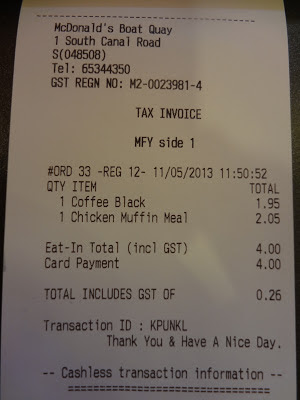 McDonald's Boat Quay
1 South Canal Road
S(048508)
Tel: 65344350
GST REGN NO: M2-0023981-4
TAX INVOICE
MFY side 1
#ORD 33 -REG 12- 11/05/2013 11:50:52
QTY ITEM TOTAL
1 Coffee Black 1.95
1 Chicken Muffin Meal 2.05
Eat-In Total (incl GST) 4.00
Card Payment 4.00
TOTAL INCLUDES GST OF 0.26
Transaction ID : KPUNKL
Thank You & Have A Nice Day.
-- Cashless transaction information --
================================